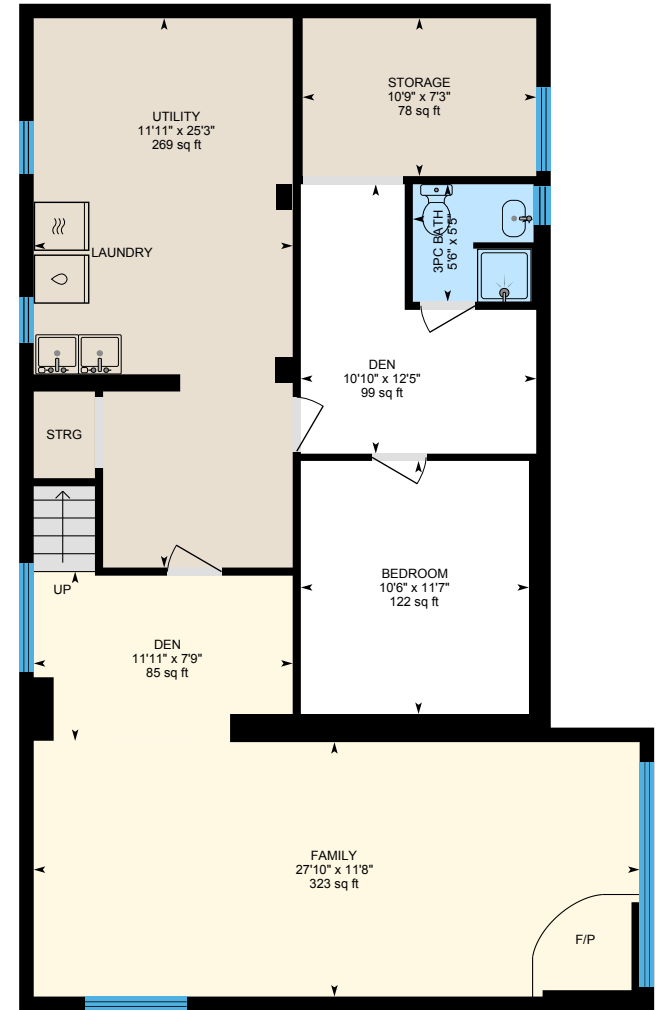 UTILITY
11'11" x 25'3"
269 sq ft
STORAGE
10'9" x 7'3"
78 sq ft
3PC BATH
5'6" x 5'5"
LAUNDRY
DEN
10'10" x 12'5"
99 sq ft
STRG
BEDROOM
10'6" x 11'7"
122 sq ft
UP
DEN
11'11" x 7'9"
85 sq ft
FAMILY
27'10" x 11'8"
323 sq ft
F/P